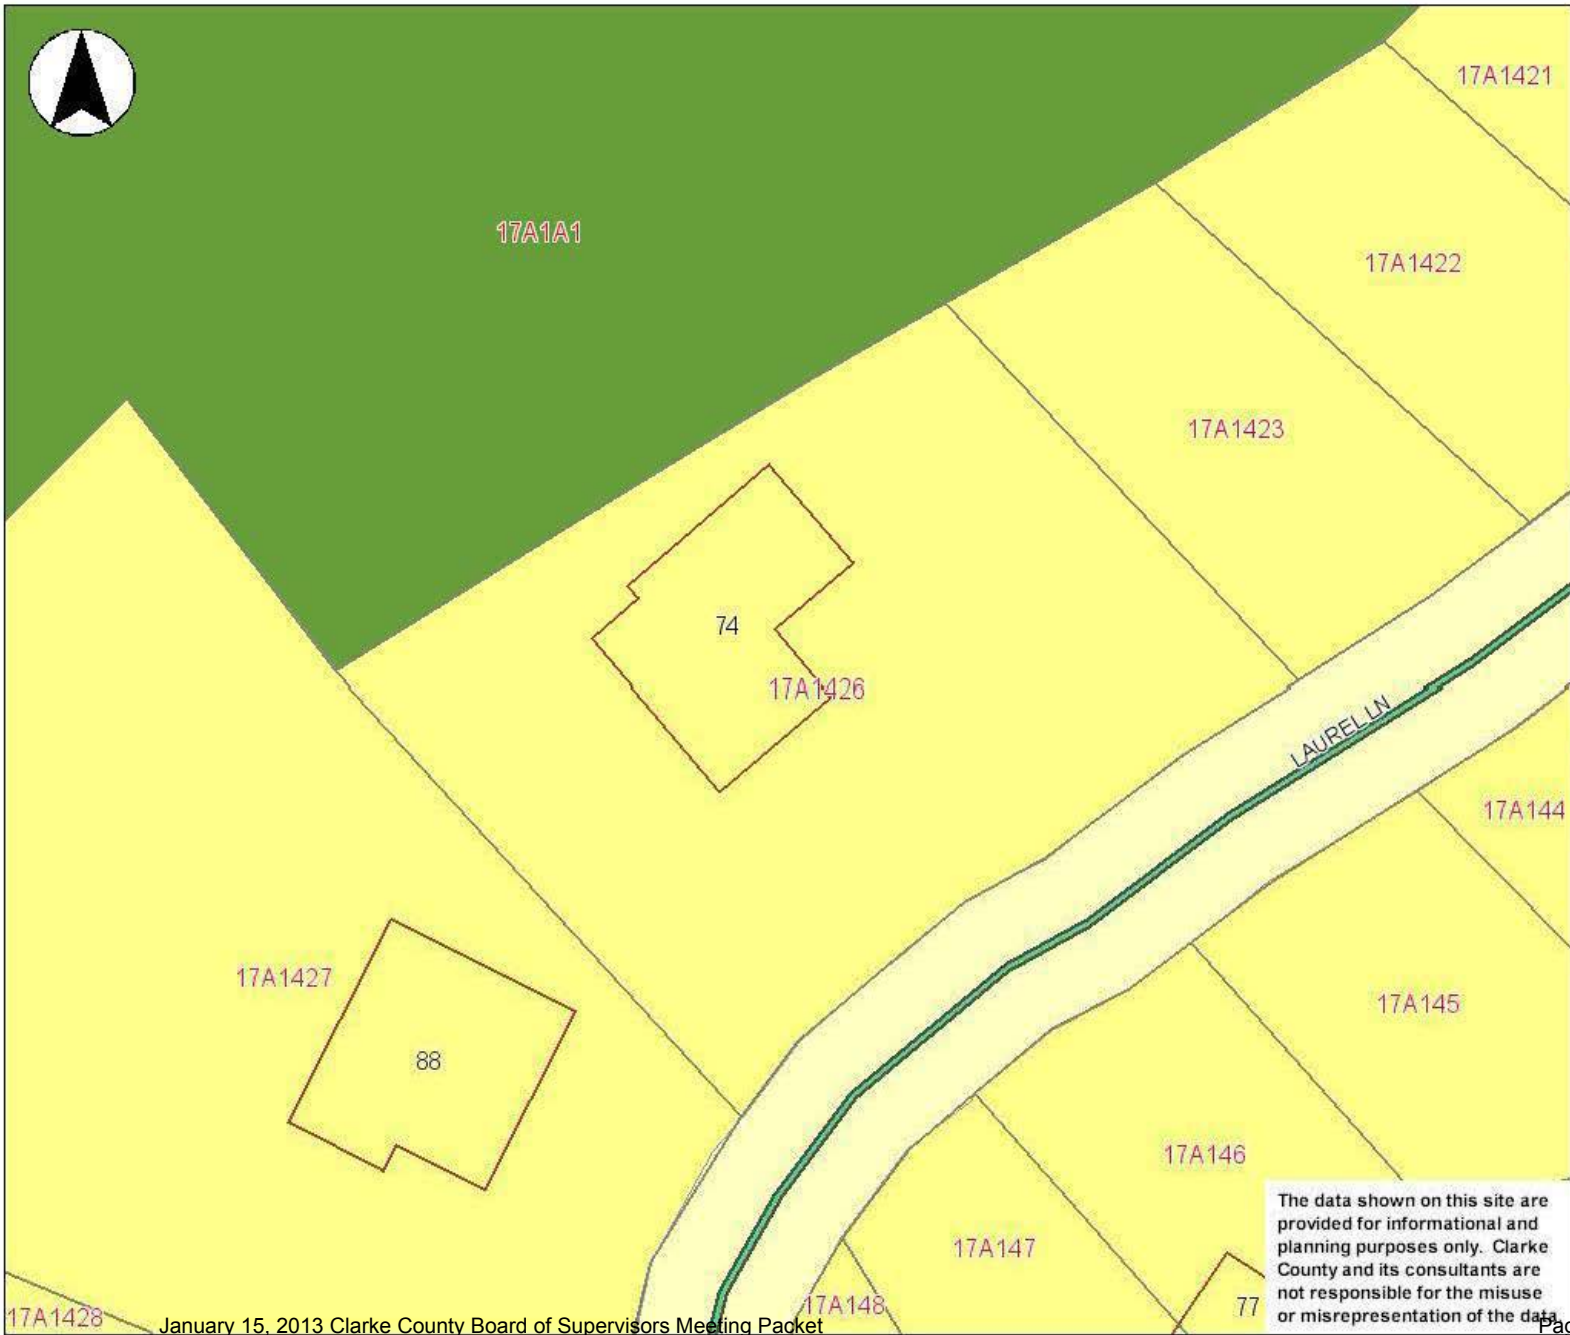 17A1421
17A1A1
17A1422
17A1423
74
17A1426
LAUREL LN
17A144
17A1427
17A145
88
17A146
The data shown on this site are
provided for informational and
planning purposes only. Clarke
County and its consultants are
not responsible for the misuse
or misrepresentation of the data.
17A147
17A148
77
17A1428
January 15, 2013 Clarke County Board of Supervisors Meeting Packet